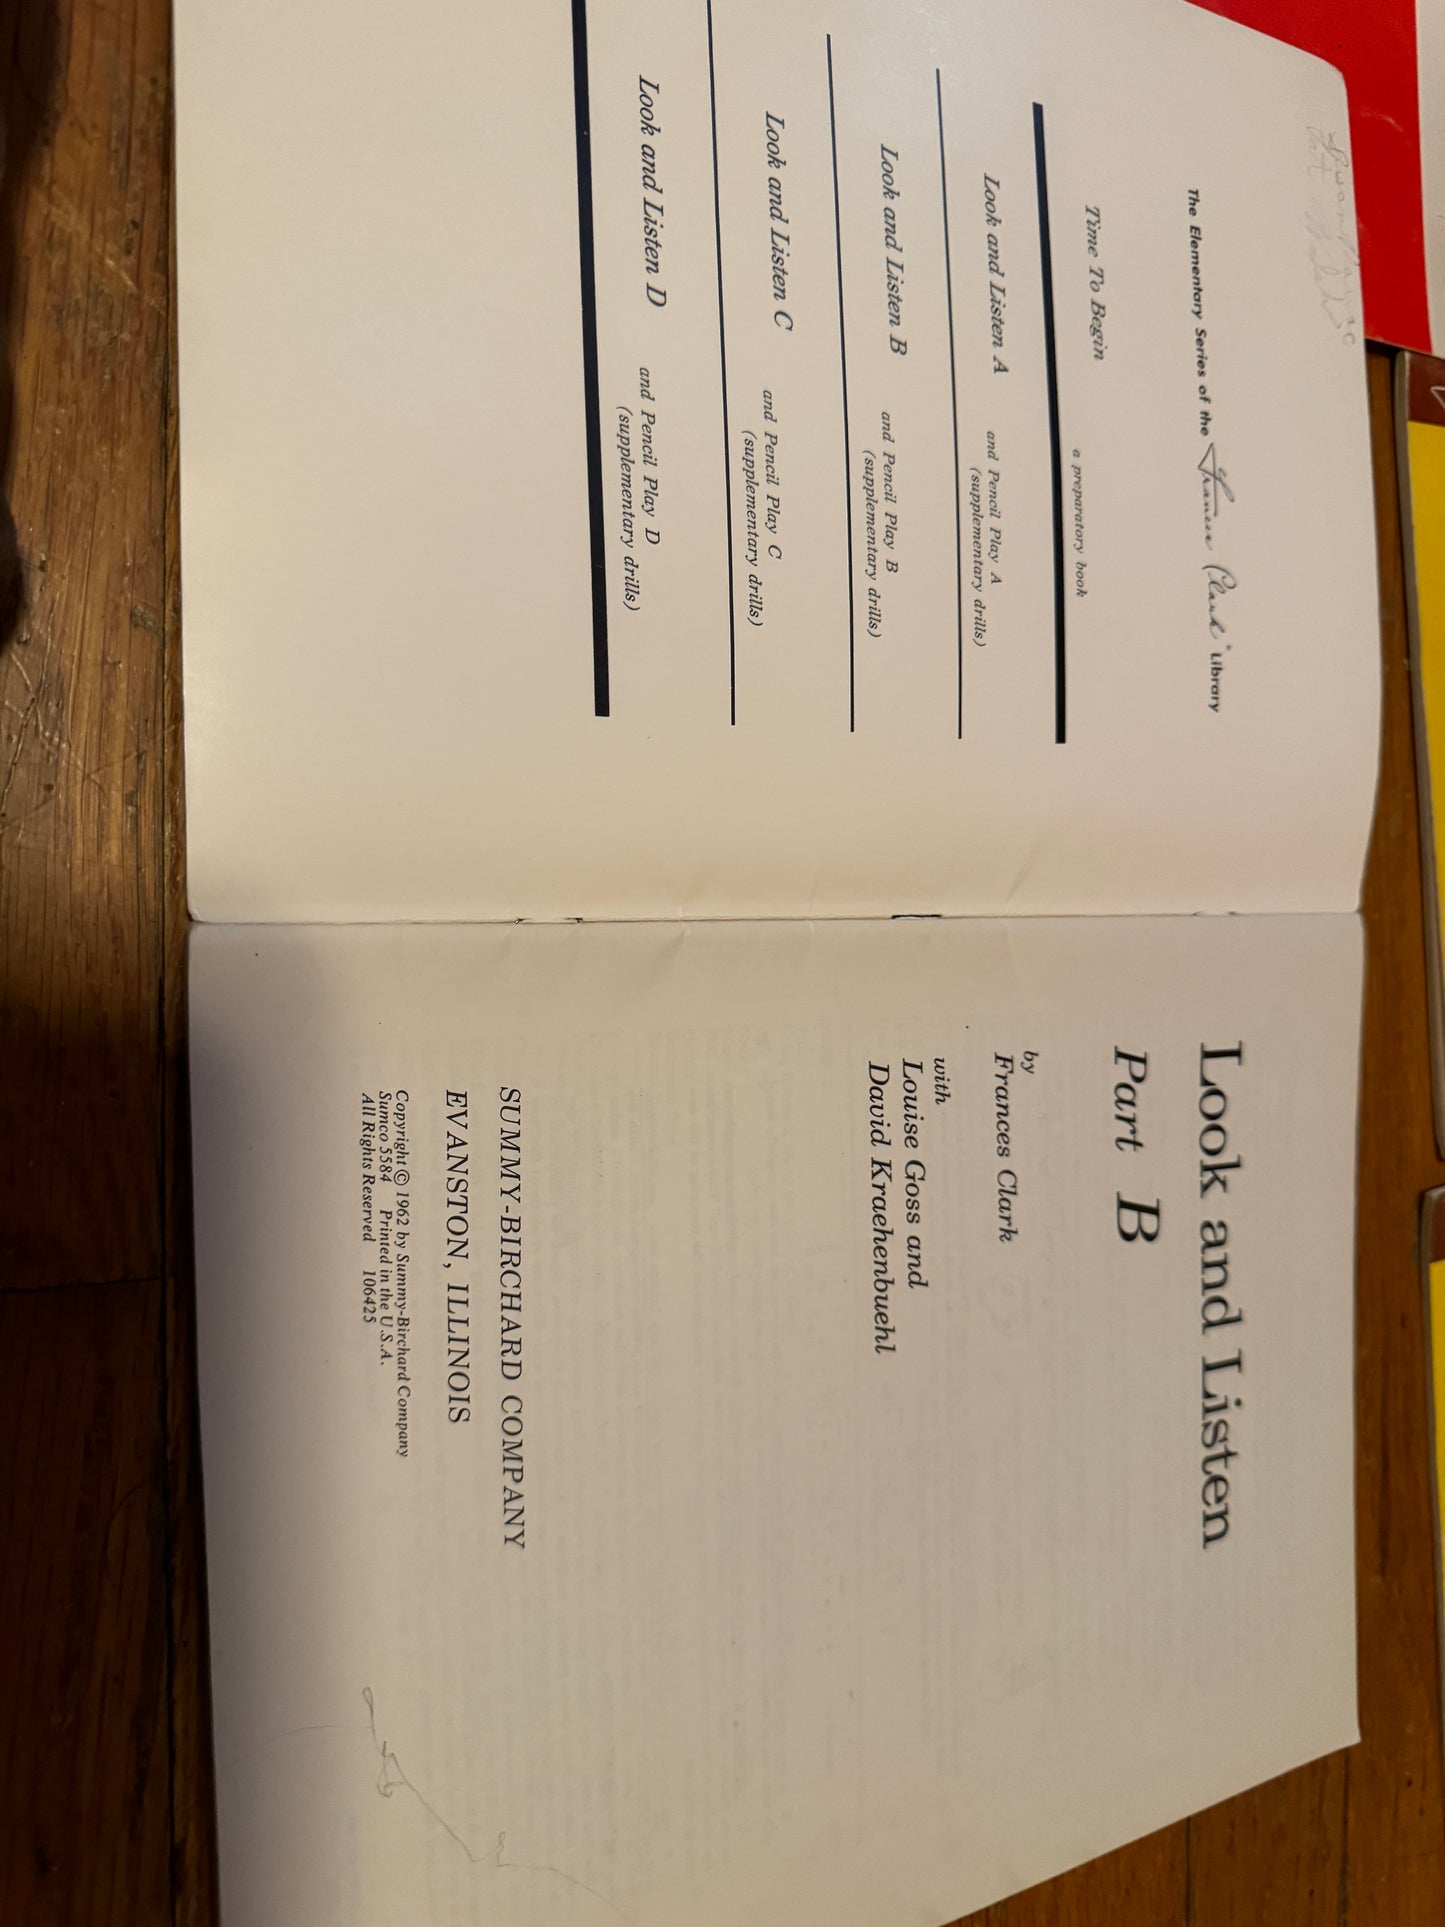 The Elementary Series of the Frances Clark Library
Time To Begin a preparatory book
Look and Listen A and Pencil Play A
(supplementary drills)
Look and Listen B and Pencil Play B
(supplementary drills)
Look and Listen C and Pencil Play C
(supplementary drills)
Look and Listen D and Pencil Play D
(supplementary drills)
Look and Listen
Part B
by
Frances Clark
with
Louise Goss and
David Kraehenbuehl
SUMMY-BIRCHARD COMPANY
EVANSTON, ILLINOIS
Copyright © 1962 by Summy-Birchard Company
Sumco 5584 Printed in the U.S.A.
All Rights Reserved 106425